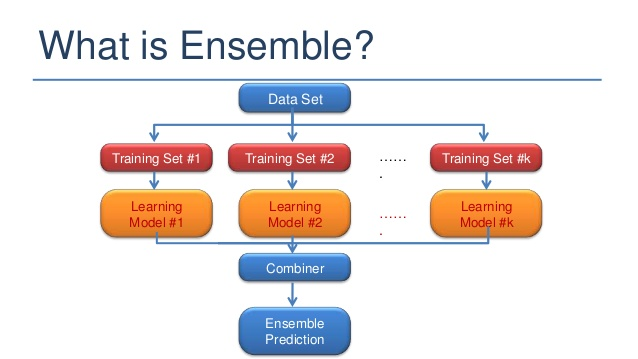 What is Ensemble?
Data Set
Training Set #1
Training Set #2
……
.
Training Set #k
Learning
Model #1
Learning
Model #2
……
.
Learning
Model #k
Combiner
Ensemble
Prediction